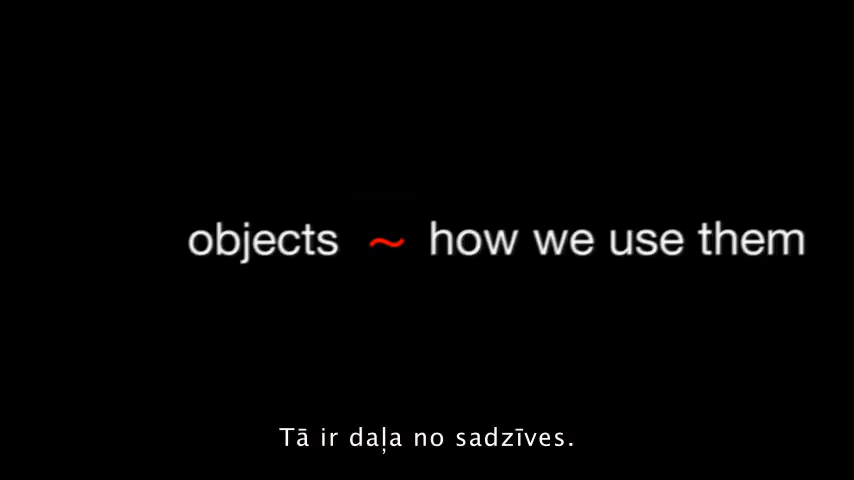 objects ~ how we use them
Tā ir daļa no sadzīves.